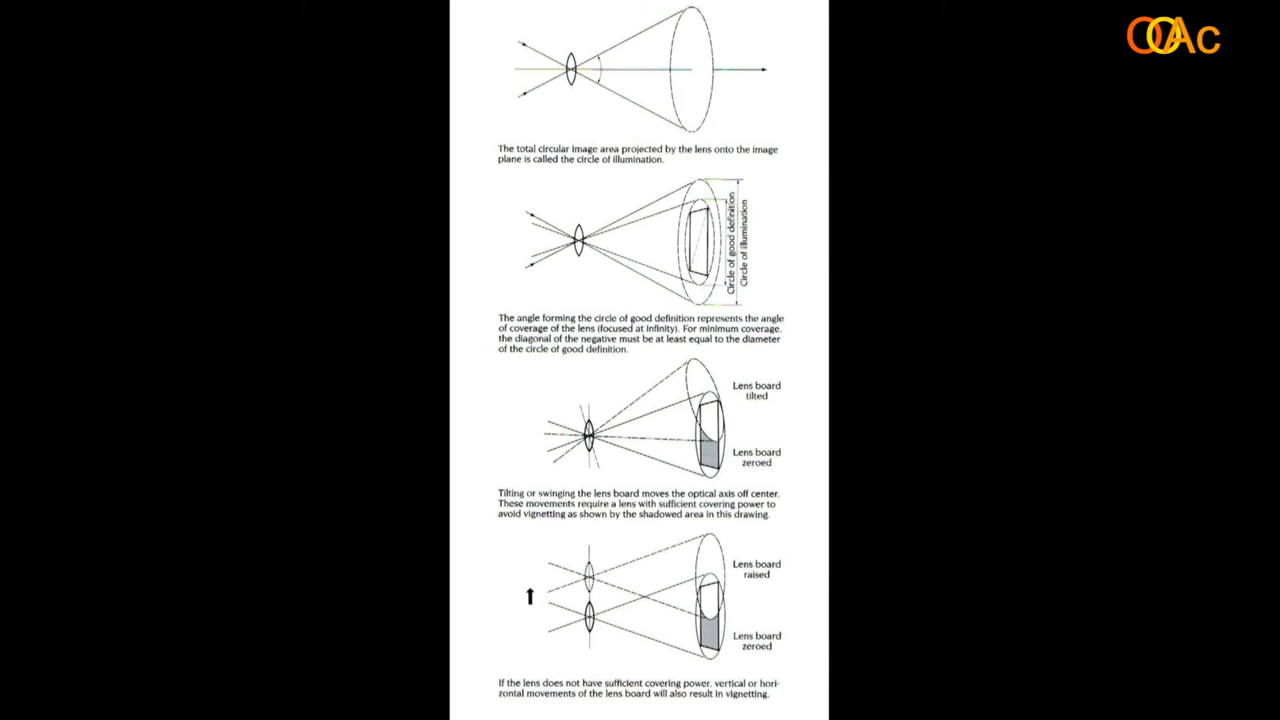 OOAc
The total circular image area projected by the lens onto the image
plane is called the circle of illumination.
Circle of good definition
Circle of illumination
The angle forming the circle of good definition represents the angle
of coverage of the lens (focused at infinity). For minimum coverage,
the diagonal of the negative must be at least equal to the diameter
of the circle of good definition.
Lens board
tilted
Lens board
zeroed
Tilting or swinging the lens board moves the optical axis off center.
These movements require a lens with sufficient covering power to
avoid vignetting as shown by the shadowed area in this drawing.
Lens board
raised
Lens board
zeroed
If the lens does not have sufficient covering power, vertical or hori-
zontal movements of the lens board will also result in vignetting.